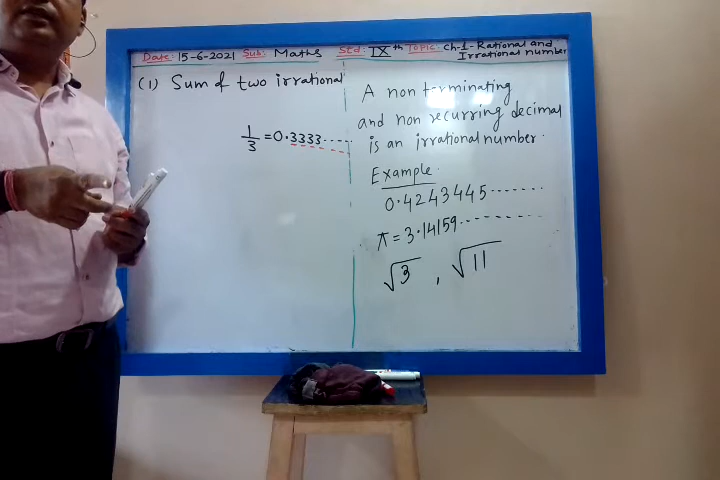 Date: 15-6-2021 Sub: Maths Std: IXth Topic: Ch-1-Rational and
Irrational number
(1) Sum of two irrational
1/3 = 0.3333.....
A non terminating
and non recurring decimal
is an irrational number.
Example.
0.4243445.......
π = 3.14159.........
√3 , √11